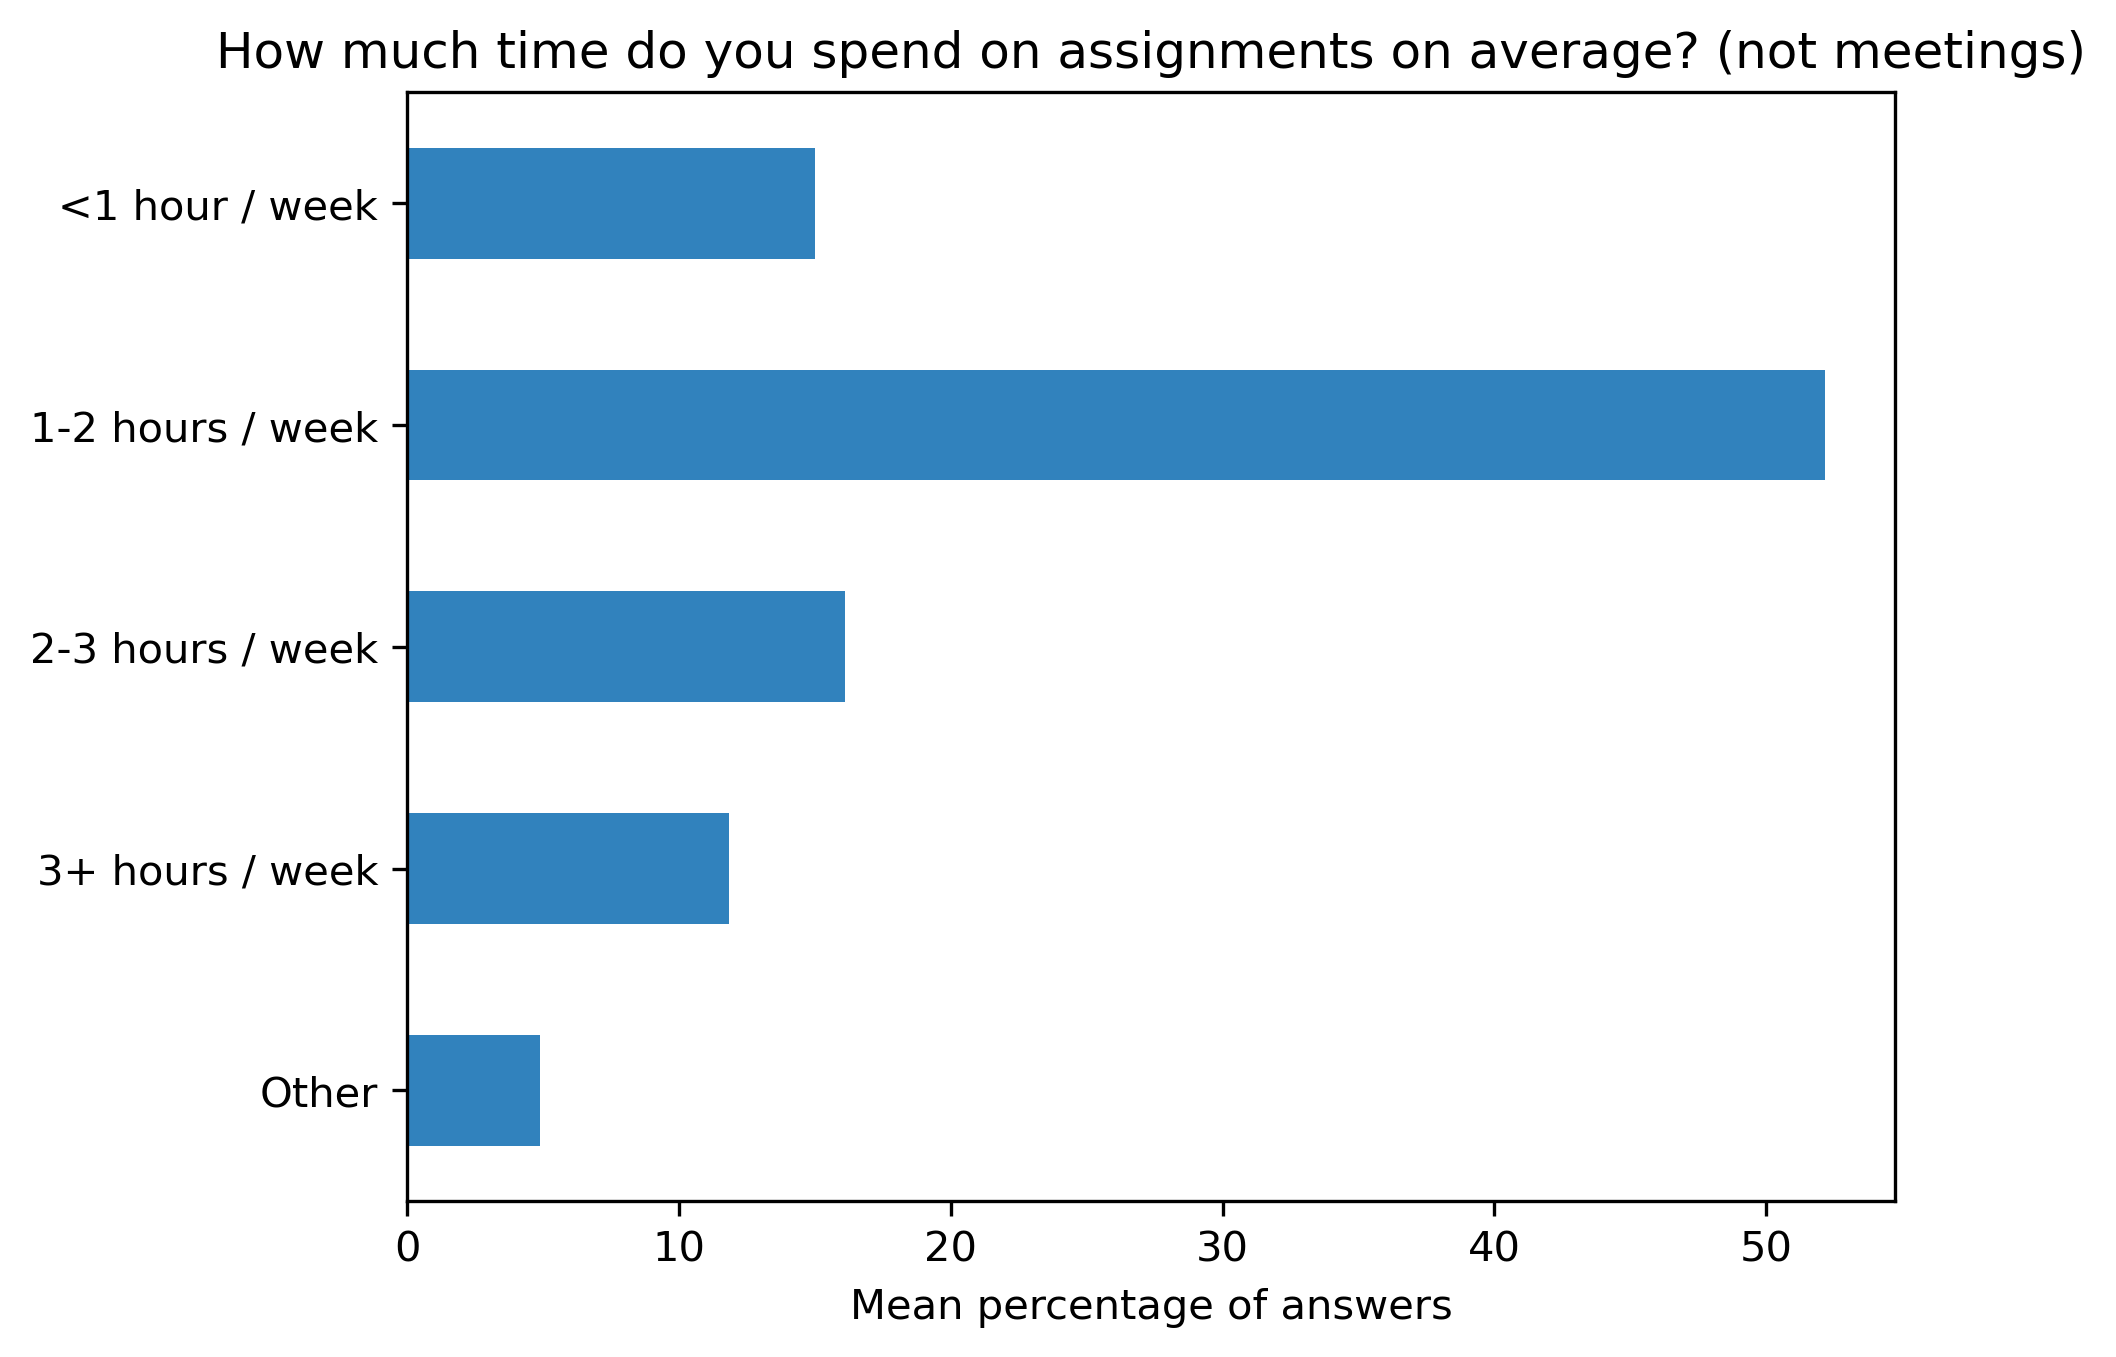 How much time do you spend on assignments on average? (not meetings)
<1 hour / week
1-2 hours / week
2-3 hours / week
3+ hours / week
Other
0 10 20 30 40 50
Mean percentage of answers